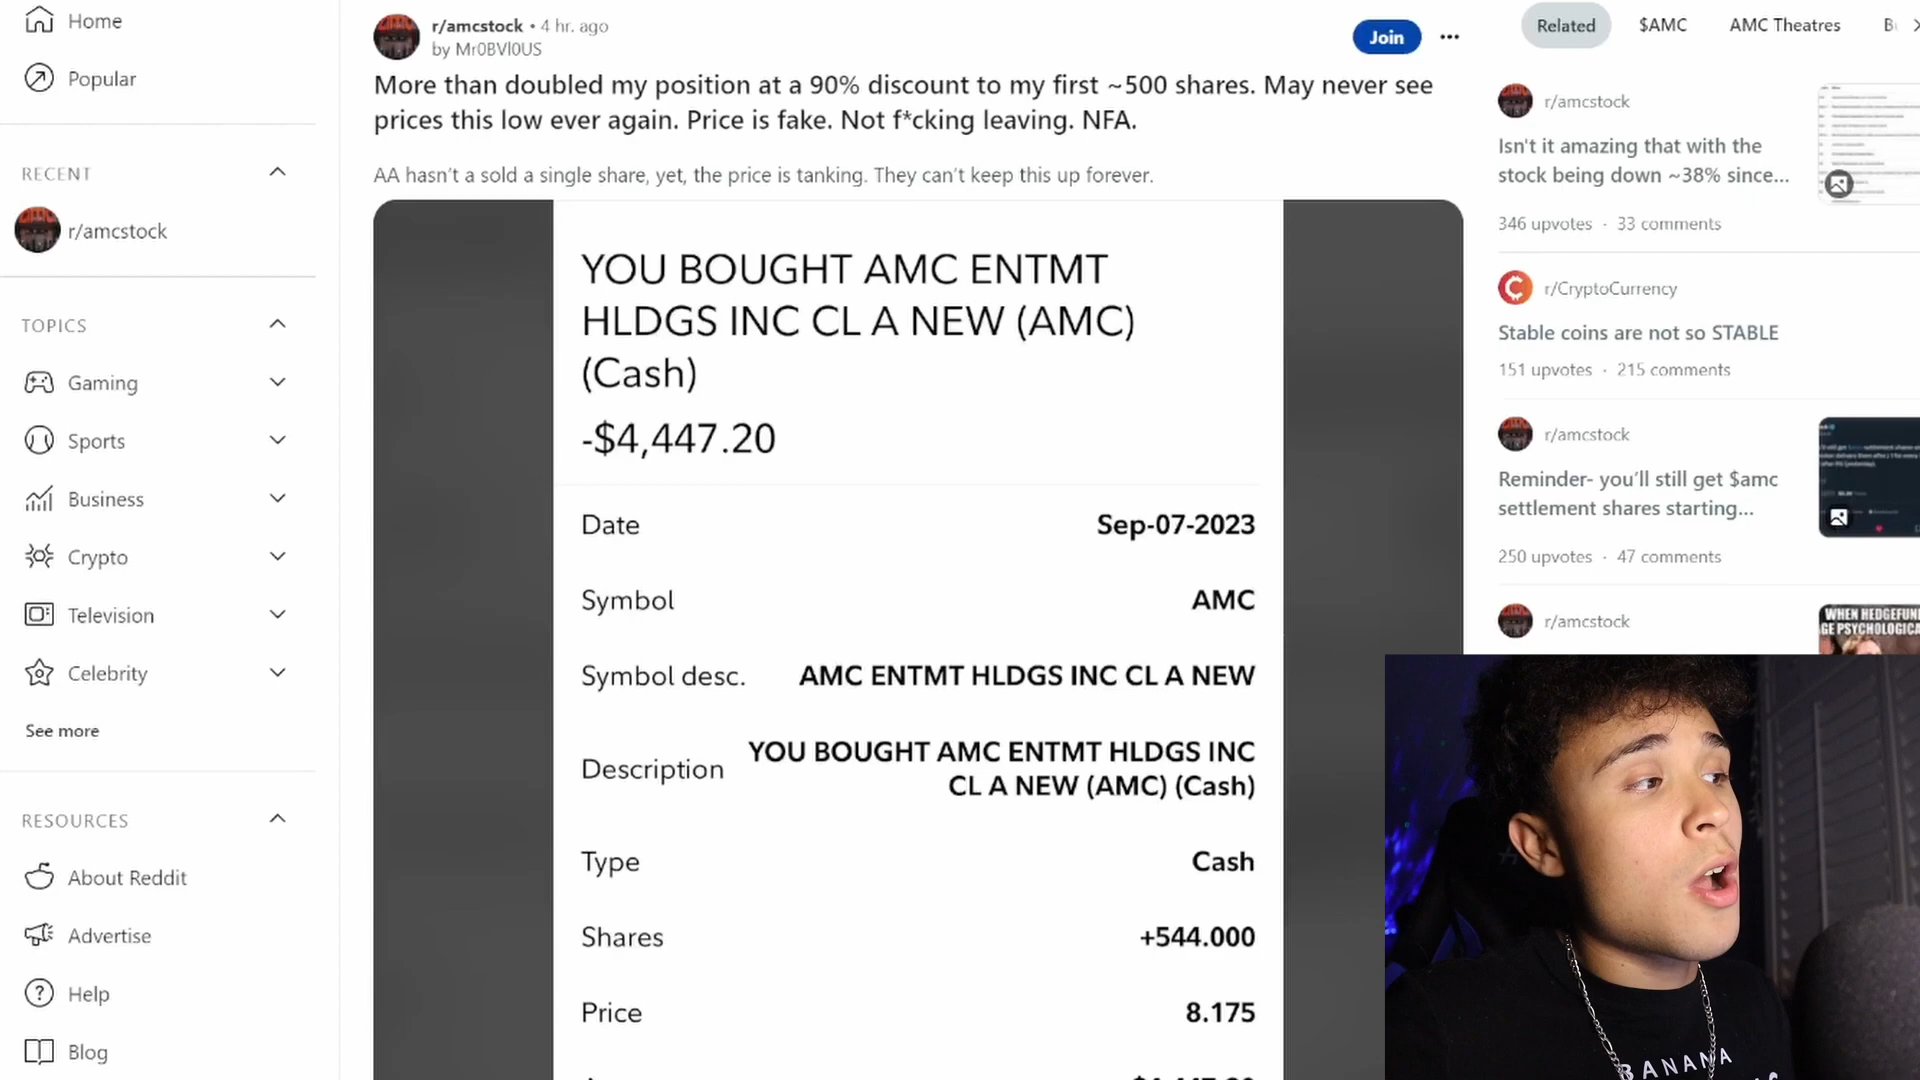 Home
Popular
RECENT
r/amcstock
TOPICS
Gaming
Sports
Business
Crypto
Television
Celebrity
See more
RESOURCES
About Reddit
Advertise
Help
Blog
r/amcstock • 4 hr. ago
by Mr0BVl0US
Join
More than doubled my position at a 90% discount to my first ~500 shares. May never see
prices this low ever again. Price is fake. Not f*cking leaving. NFA.
AA hasn't a sold a single share, yet, the price is tanking. They can't keep this up forever.
YOU BOUGHT AMC ENTMT
HLDGS INC CL A NEW (AMC)
(Cash)
-$4,447.20
Date Sep-07-2023
Symbol AMC
Symbol desc. AMC ENTMT HLDGS INC CL A NEW
Description YOU BOUGHT AMC ENTMT HLDGS INC
CL A NEW (AMC) (Cash)
Type Cash
Shares +544.000
Price 8.175
Related $AMC AMC Theatres
r/amcstock
Isn't it amazing that with the
stock being down ~38% since...
346 upvotes · 33 comments
r/CryptoCurrency
Stable coins are not so STABLE
151 upvotes · 215 comments
r/amcstock
Reminder- you'll still get $amc
settlement shares starting...
250 upvotes · 47 comments
r/amcstock
WHEN HEDGEFUN
GE PSYCHOLOGICA
BANANA